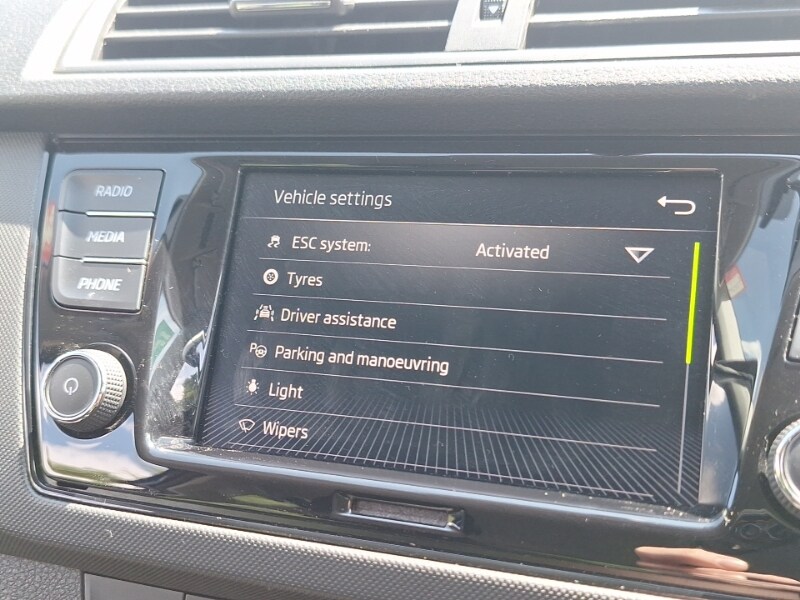 RADIO
MEDIA
PHONE
Vehicle settings
ESC system: Activated
Tyres
Driver assistance
P Parking and manoeuvring
Light
Wipers